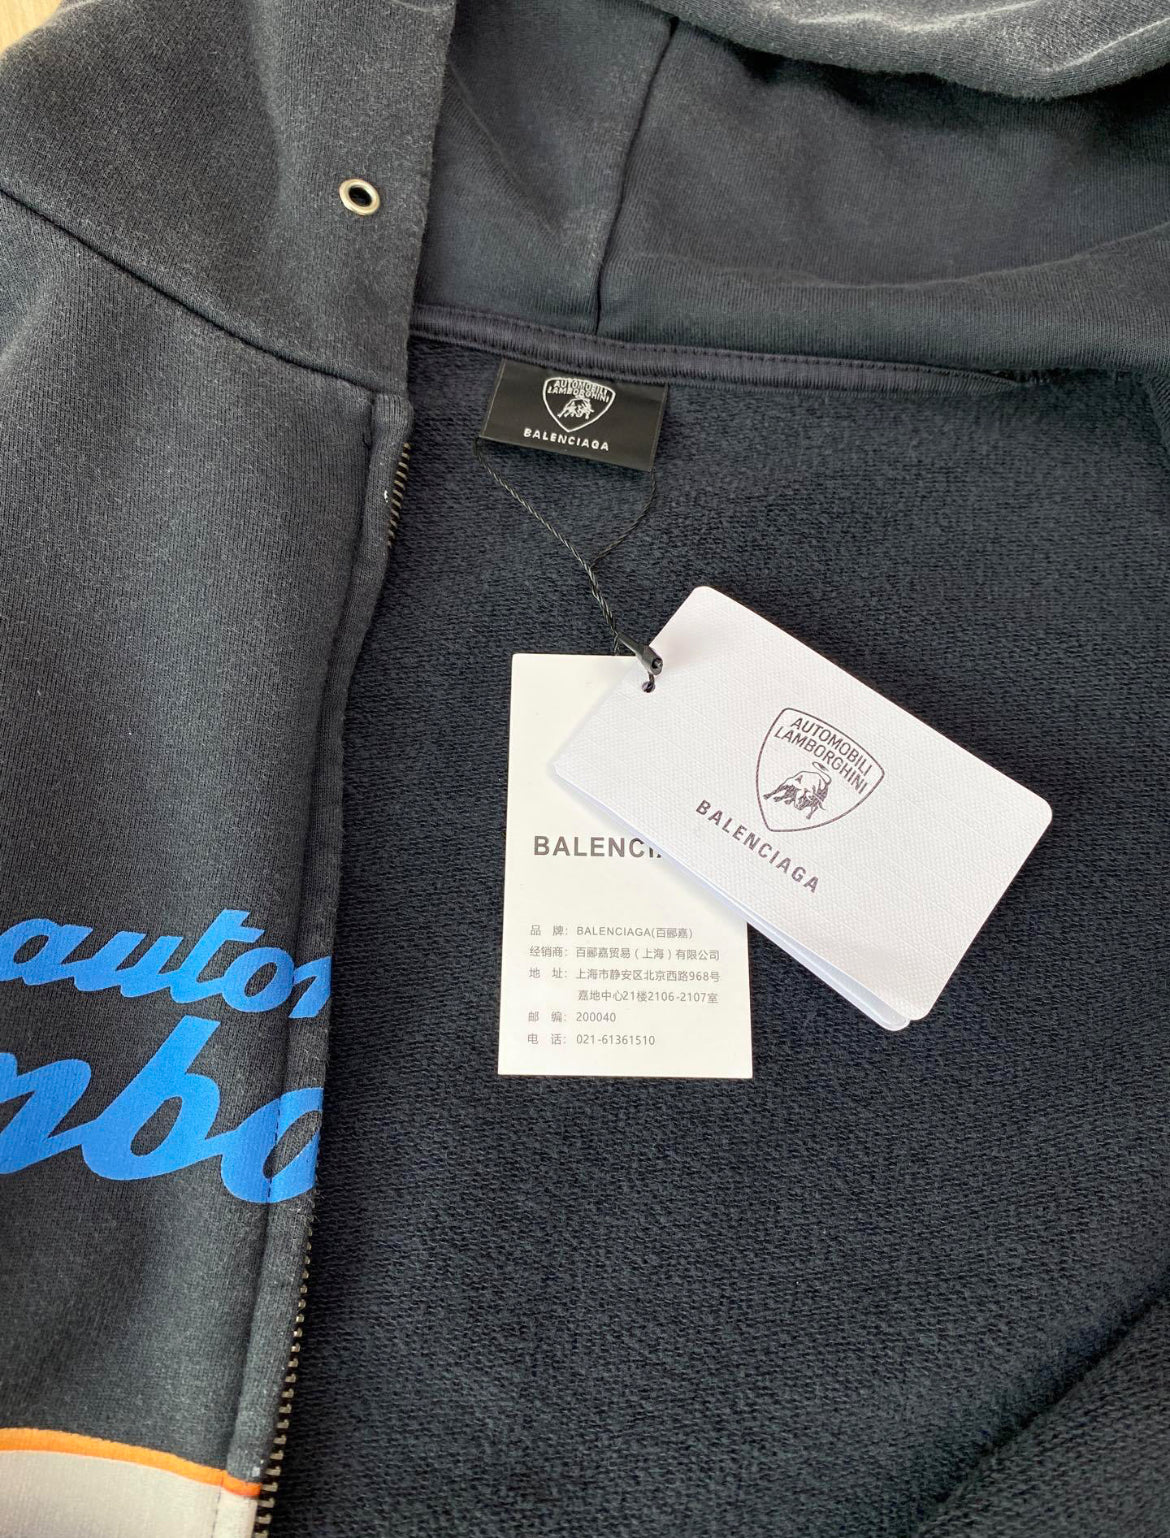 AUTOMOBILI
LAMBORGHINI
BALENCIAGA
AUTOMOBILI
LAMBORGHINI
BALENCIAGA
BALENCI
品 牌: BALENCIAGA(百郦嘉)
经销商: 百郦嘉贸易(上海)有限公司
地 址: 上海市静安区北京西路968号
嘉地中心21楼2106-2107室
邮 编: 200040
电 话: 021-61361510
autom
mbo